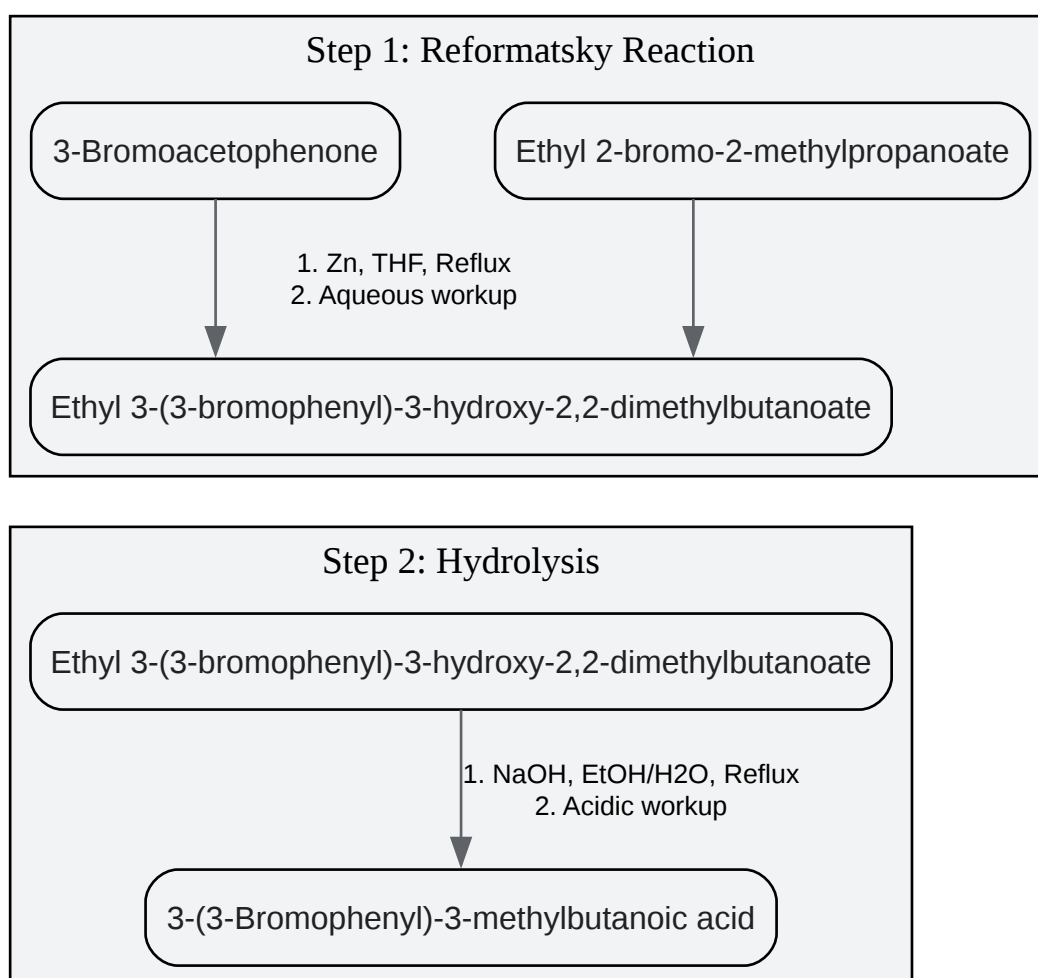 Step 1: Reformatsky Reaction
3-Bromoacetophenone
Ethyl 2-bromo-2-methylpropanoate
1. Zn, THF, Reflux
2. Aqueous workup
Ethyl 3-(3-bromophenyl)-3-hydroxy-2,2-dimethylbutanoate
Step 2: Hydrolysis
Ethyl 3-(3-bromophenyl)-3-hydroxy-2,2-dimethylbutanoate
1. NaOH, EtOH/H2O, Reflux
2. Acidic workup
3-(3-Bromophenyl)-3-methylbutanoic acid